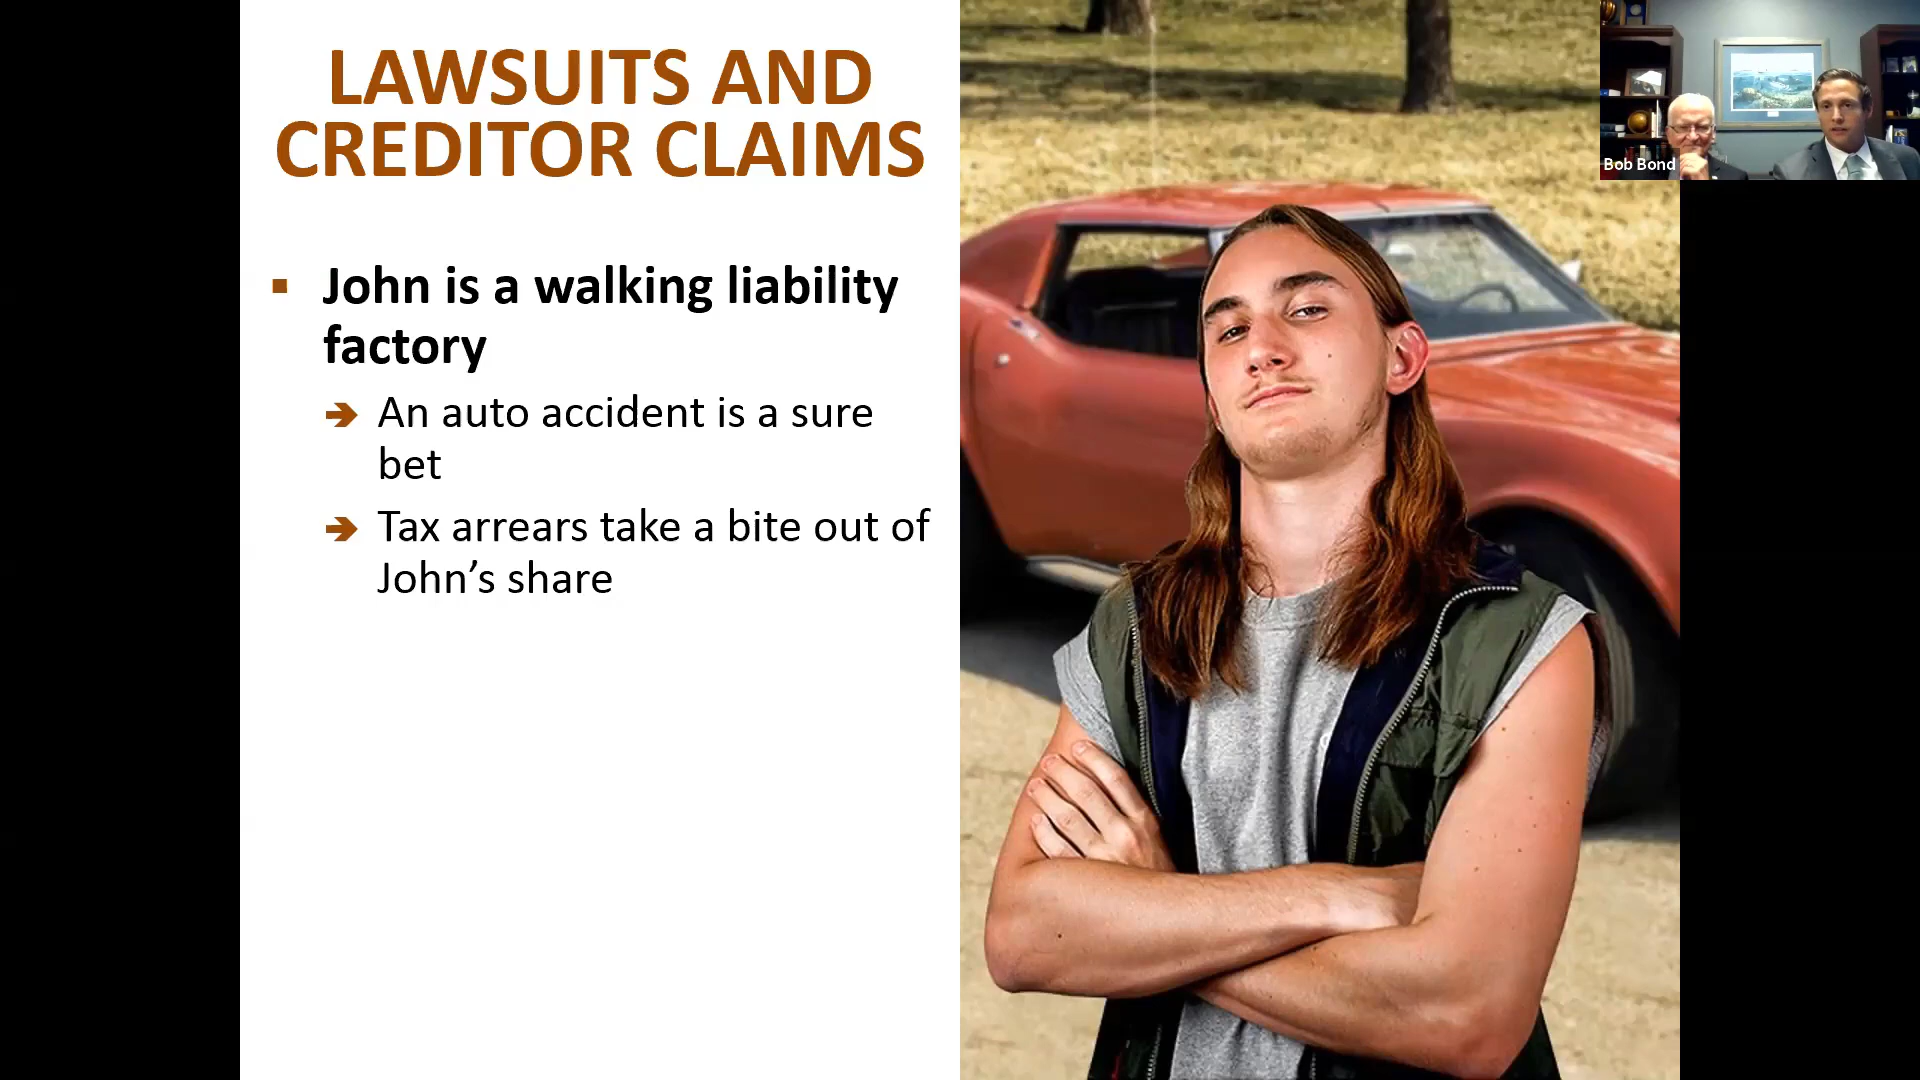 LAWSUITS AND
CREDITOR CLAIMS
▪ John is a walking liability
factory
➔ An auto accident is a sure
bet
➔ Tax arrears take a bite out of
John’s share
Bob Bond